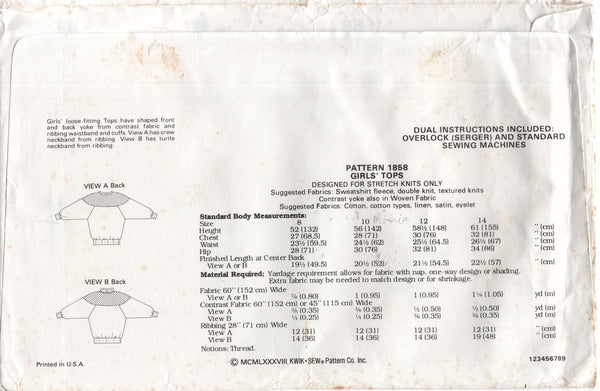 Girls' loose-fitting Tops have shaped front
and back yoke from contrast fabric and
ribbing waistband and cuffs. View A has crew
neckband from ribbing. View B has turtle
neckband from ribbing.
DUAL INSTRUCTIONS INCLUDED:
OVERLOCK (SERGER) AND STANDARD
SEWING MACHINES
VIEW A Back
VIEW B Back
PATTERN 1858
GIRLS' TOPS
DESIGNED FOR STRETCH KNITS ONLY
Suggested Fabrics: Sweatshirt fleece, double knit, textured knits
Contrast yoke also in Woven Fabric
Suggested Fabrics: Cotton, cotton types, linen, satin, eyelet
Standard Body Measurements:
Size 8 10 12 14
Height 52 (132) 56 (142) 58½ (148) 61 (155) " (cm)
Chest 27 (68.5) 28 (71) 30 (76) 32 (81) " (cm)
Waist 23½ (59.5) 24½ (62) 25½ (64.5) 26½ (67) " (cm)
Hip 28 (71) 30 (76) 32 (81) 34 (86) " (cm)
Finished Length at Center Back
View A or B 19½ (49.5) 20½ (52) 21½ (54.5) 22½ (57) " (cm)
Material Required: Yardage requirement allows for fabric with nap, one-way design or shading.
Extra fabric may be needed to match design or for shrinkage.
Fabric 60" (152 cm) Wide
View A or B ⅞ (0.80) 1 (0.95) 1 (0.95) 1⅛ (1.05) yd (m)
Contrast Fabric 60" (152 cm) or 45" (115 cm) Wide
View A ⅜ (0.35) ⅜ (0.35) ½ (0.50) ½ (0.50) yd (m)
View B ¼ (0.25) ¼ (0.25) ⅜ (0.35) ⅜ (0.35) yd (m)
Ribbing 28" (71 cm) Wide
View A 12 (31) 12 (31) 12 (31) 12 (31) " (cm)
View B 14 (36) 14 (36) 14 (36) 19 (48) " (cm)
Notions: Thread.
Printed in U.S.A.
© MCMLXXXVIII, KWIK•SEW® Pattern Co. Inc.
123456789